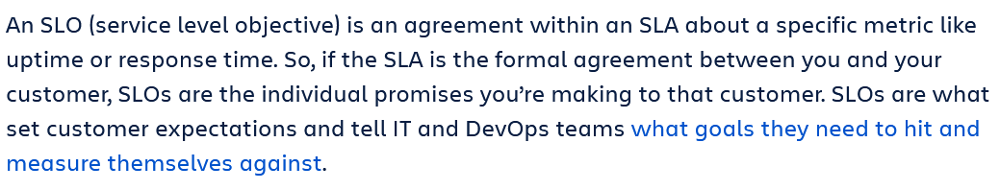 An SLO (service level objective) is an agreement within an SLA about a specific metric like
uptime or response time. So, if the SLA is the formal agreement between you and your
customer, SLOs are the individual promises you’re making to that customer. SLOs are what
set customer expectations and tell IT and DevOps teams what goals they need to hit and
measure themselves against.